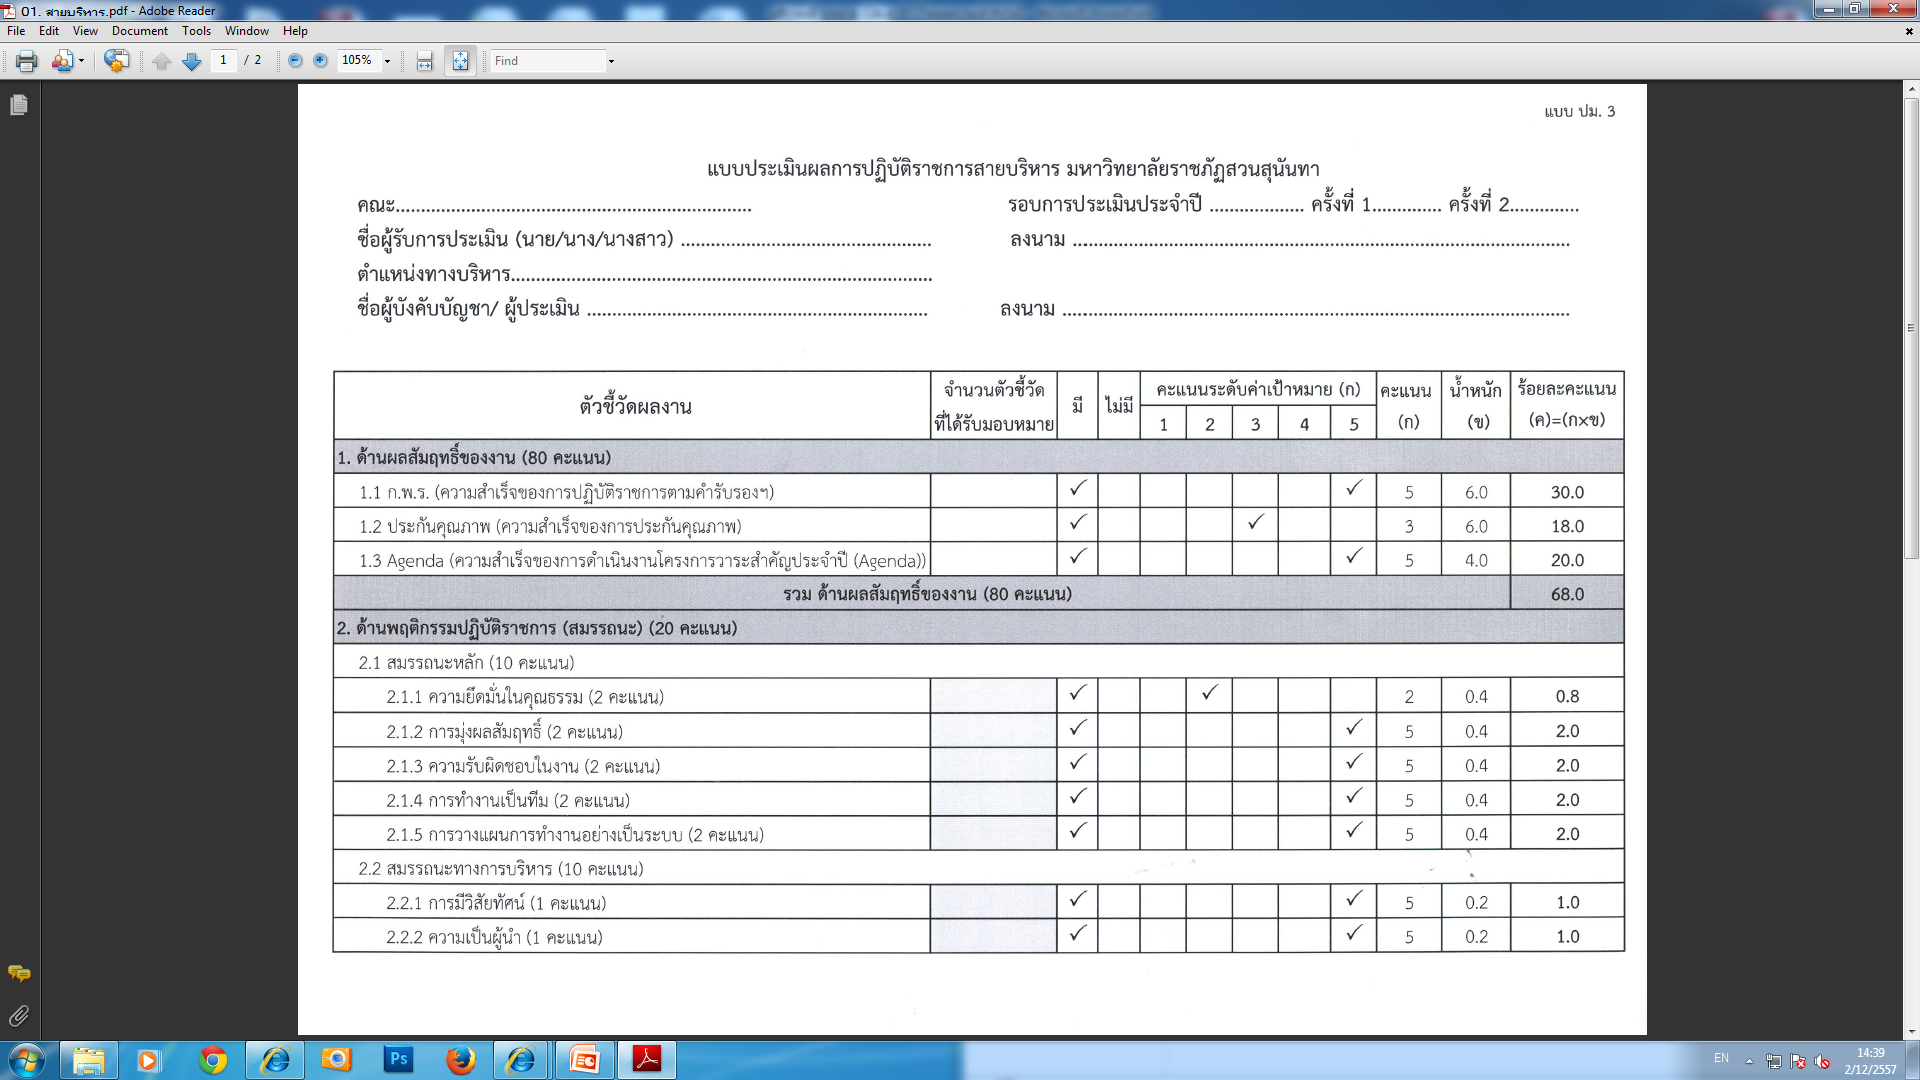 01. สายบริหาร.pdf - Adobe Reader
File Edit View Document Tools Window Help
1 / 2 105% Find
แบบ ปม. 3
แบบประเมินผลการปฏิบัติราชการสายบริหาร มหาวิทยาลัยราชภัฏสวนสุนันทา
คณะ....................................................................... รอบการประเมินประจำปี ................... ครั้งที่ 1.............. ครั้งที่ 2..............
ชื่อผู้รับการประเมิน (นาย/นาง/นางสาว) .................................................. ลงนาม ....................................................................................................
ตำแหน่งทางบริหาร....................................................................................
ชื่อผู้บังคับบัญชา/ ผู้ประเมิน .................................................................... ลงนาม ......................................................................................................
ตัวชี้วัดผลงาน จำนวนตัวชี้วัด ที่ได้รับมอบหมาย มี ไม่มี คะแนนระดับค่าเป้าหมาย (ก) คะแนน (ก) น้ำหนัก (ข) ร้อยละคะแนน (ค)=(กxข)
1 2 3 4 5
1. ด้านผลสัมฤทธิ์ของงาน (80 คะแนน)
1.1 ก.พ.ร. (ความสำเร็จของการปฏิบัติราชการตามคำรับรองฯ) ✓ ✓ 5 6.0 30.0
1.2 ประกันคุณภาพ (ความสำเร็จของการประกันคุณภาพ) ✓ ✓ 3 6.0 18.0
1.3 Agenda (ความสำเร็จของการดำเนินงานโครงการวาระสำคัญประจำปี (Agenda)) ✓ ✓ 5 4.0 20.0
รวม ด้านผลสัมฤทธิ์ของงาน (80 คะแนน) 68.0
2. ด้านพฤติกรรมปฏิบัติราชการ (สมรรถนะ) (20 คะแนน)
2.1 สมรรถนะหลัก (10 คะแนน)
2.1.1 ความยึดมั่นในคุณธรรม (2 คะแนน) ✓ ✓ 2 0.4 0.8
2.1.2 การมุ่งผลสัมฤทธิ์ (2 คะแนน) ✓ ✓ 5 0.4 2.0
2.1.3 ความรับผิดชอบในงาน (2 คะแนน) ✓ ✓ 5 0.4 2.0
2.1.4 การทำงานเป็นทีม (2 คะแนน) ✓ ✓ 5 0.4 2.0
2.1.5 การวางแผนการทำงานอย่างเป็นระบบ (2 คะแนน) ✓ ✓ 5 0.4 2.0
2.2 สมรรถนะทางการบริหาร (10 คะแนน)
2.2.1 การมีวิสัยทัศน์ (1 คะแนน) ✓ ✓ 5 0.2 1.0
2.2.2 ความเป็นผู้นำ (1 คะแนน) ✓ ✓ 5 0.2 1.0
Ps
EN
14:39
2/12/2557